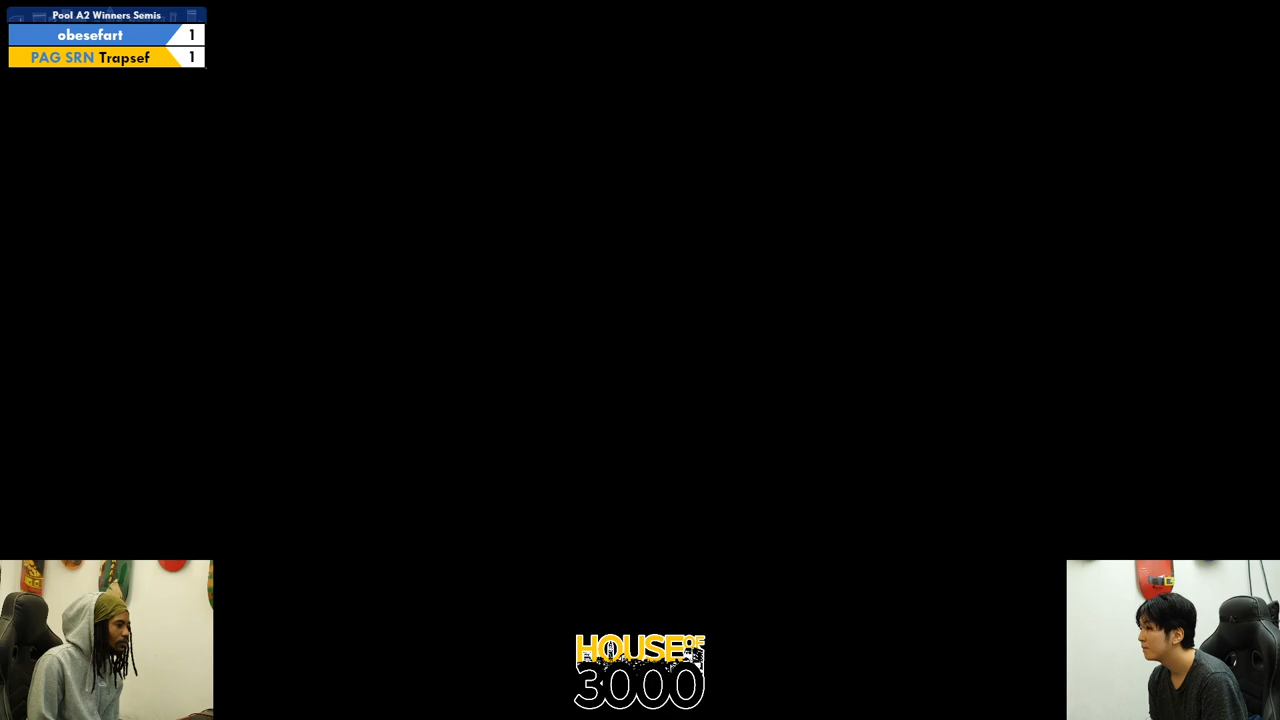 Pool A2 Winners Semis
obesefart 1
PAG SRN Trapsef 1
HOUSE OF
3000